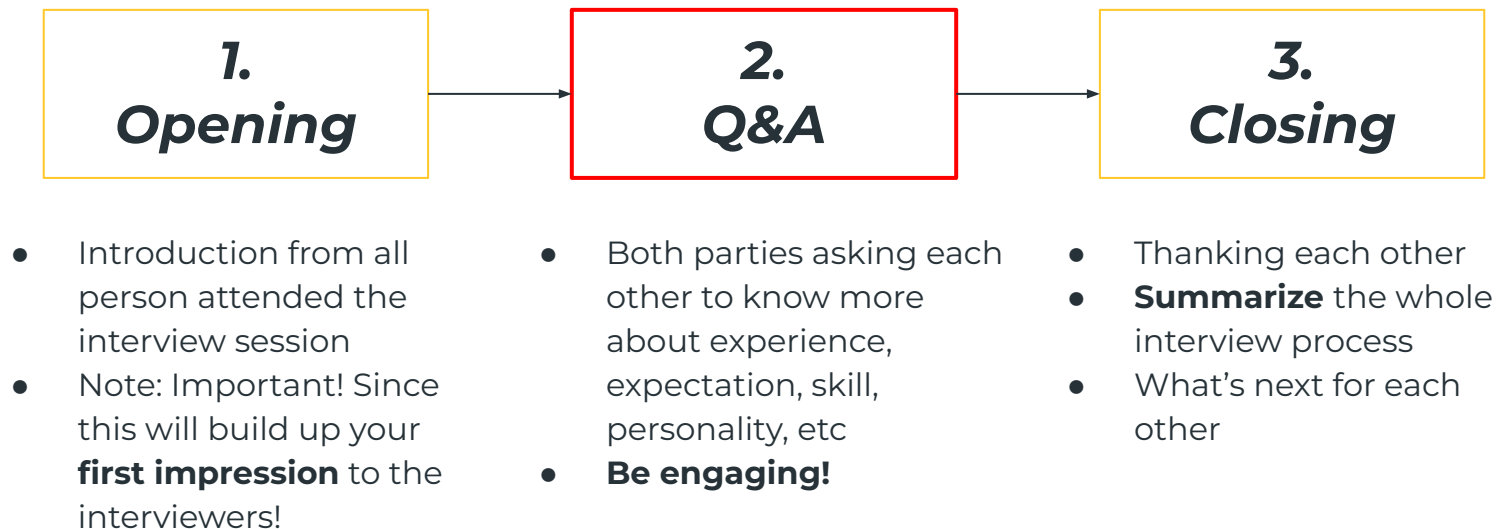 1.
Opening
● Introduction from all
person attended the
interview session
● Note: Important! Since
this will build up your
first impression to the
interviewers!
2.
Q&A
● Both parties asking each
other to know more
about experience,
expectation, skill,
personality, etc
● Be engaging!
3.
Closing
● Thanking each other
● Summarize the whole
interview process
● What’s next for each
other